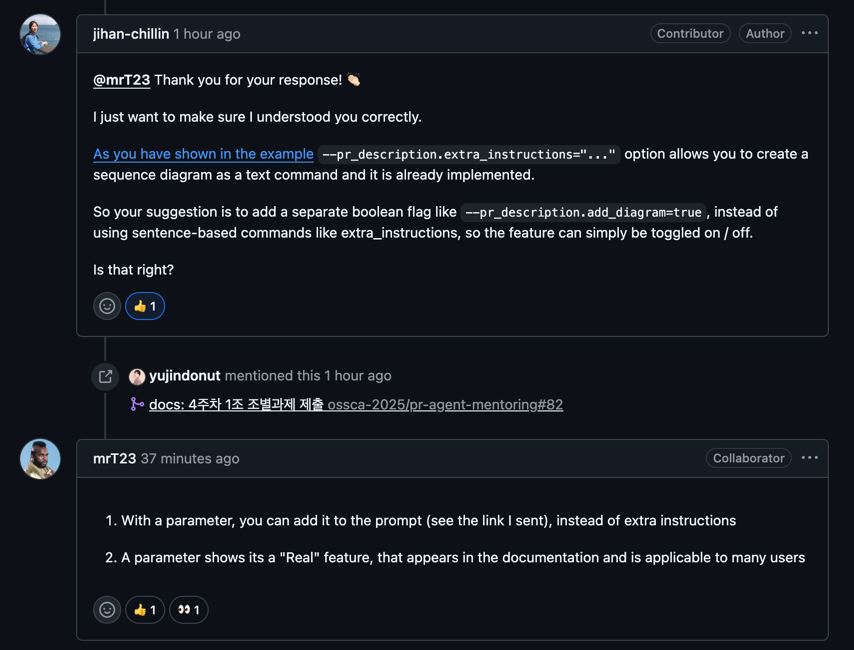 jihan-chillin 1 hour ago Contributor Author ...
@mrT23 Thank you for your response! 👏🏻
I just want to make sure I understood you correctly.
As you have shown in the example --pr_description.extra_instructions="..." option allows you to create a
sequence diagram as a text command and it is already implemented.
So your suggestion is to add a separate boolean flag like --pr_description.add_diagram=true, instead of
using sentence-based commands like extra_instructions, so the feature can simply be toggled on / off.
Is that right?
👍 1
yujindonut mentioned this 1 hour ago
docs: 4주차 1조 조별과제 제출 ossca-2025/pr-agent-mentoring#82
mrT23 37 minutes ago Collaborator ...
1. With a parameter, you can add it to the prompt (see the link I sent), instead of extra instructions
2. A parameter shows its a "Real" feature, that appears in the documentation and is applicable to many users
👍 1 👀 1